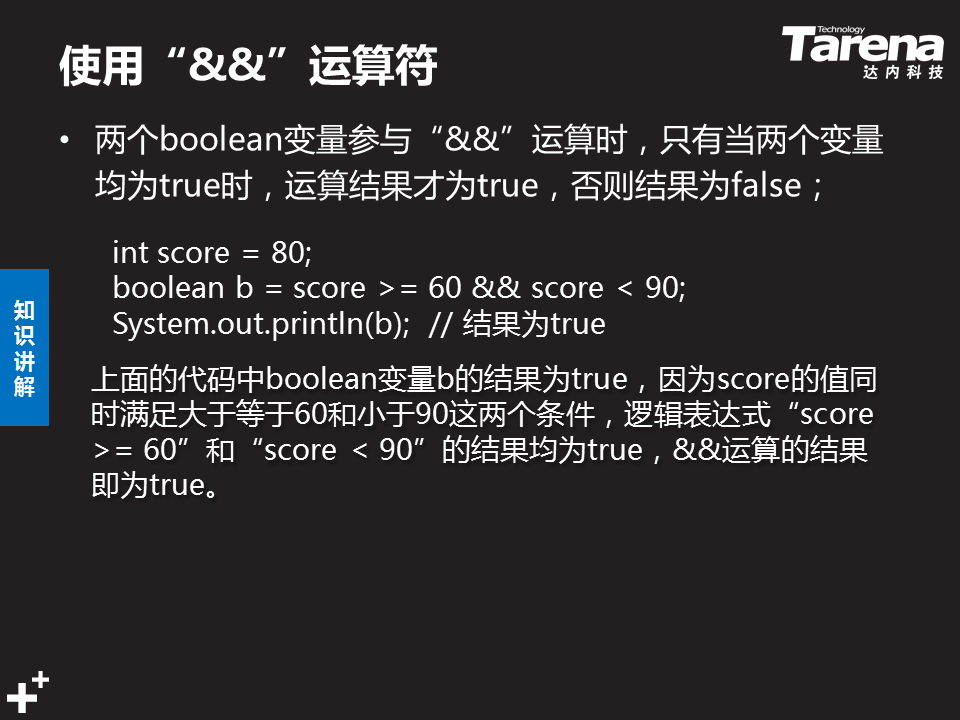 使用“&&”运算符
Technology
Tarena
达内科技
• 两个boolean变量参与“&&”运算时，只有当两个变量
均为true时，运算结果才为true，否则结果为false；
int score = 80;
boolean b = score >= 60 && score < 90;
System.out.println(b);  // 结果为true
知
识
讲
解
上面的代码中boolean变量b的结果为true，因为score的值同
时满足大于等于60和小于90这两个条件，逻辑表达式“score
>= 60”和“score < 90”的结果均为true，&&运算的结果
即为true。